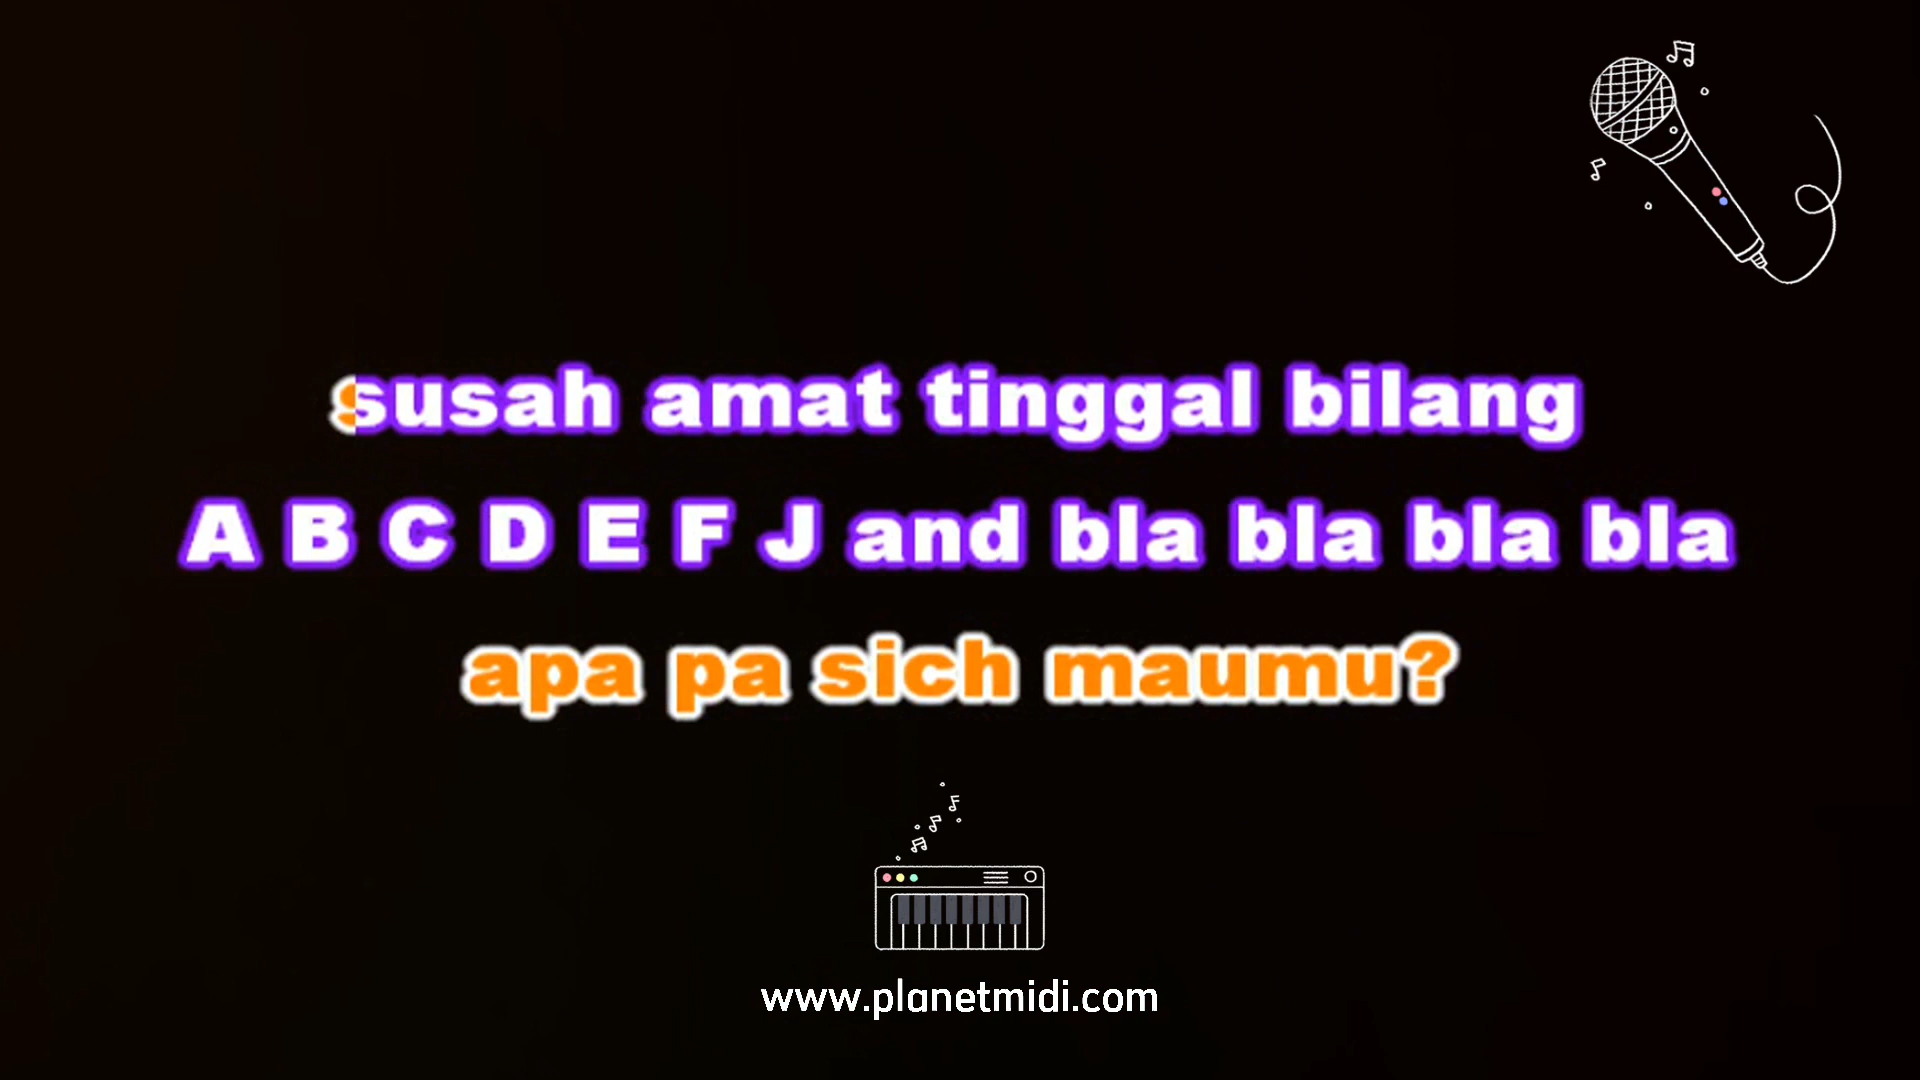 susah amat tinggal bilang
A B C D E F J and bla bla bla bla
apa pa sich maumu?
www.planetmidi.com